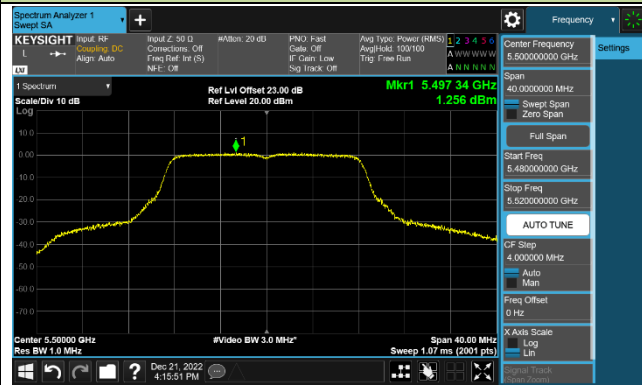 Spectrum Analyzer 1
Swept SA
+
Frequency
KEYSIGHT
L
LXI
Input: RF
Coupling: DC
Align: Auto
Input Z: 50 Ω
Corrections: Off
Freq Ref: Int (S)
NFE: Off
#Atten: 20 dB
PNO: Fast
Gate: Off
IF Gain: Low
Sig Track: Off
Avg Type: Power (RMS)
Avg|Hold: 100/100
Trig: Free Run
1 2 3 4 5 6
A W W W W W
A N N N N N
1 Spectrum
Scale/Div 10 dB
Log
Ref Lvl Offset 23.00 dB
Ref Level 20.00 dBm
Mkr1 5.497 34 GHz
1.256 dBm
1
10.0
0.00
-10.0
-20.0
-30.0
-40.0
-50.0
-60.0
-70.0
Center 5.50000 GHz
Res BW 1.0 MHz
#Video BW 3.0 MHz*
Span 40.00 MHz
Sweep 1.07 ms (2001 pts)
Center Frequency
5.500000000 GHz
Span
40.0000000 MHz
Swept Span
Zero Span
Full Span
Start Freq
5.480000000 GHz
Stop Freq
5.520000000 GHz
AUTO TUNE
CF Step
4.000000 MHz
Auto
Man
Freq Offset
0 Hz
X Axis Scale
Log
Lin
Signal Track
(Span Zoom)
Settings
?
Dec 21, 2022
4:15:51 PM